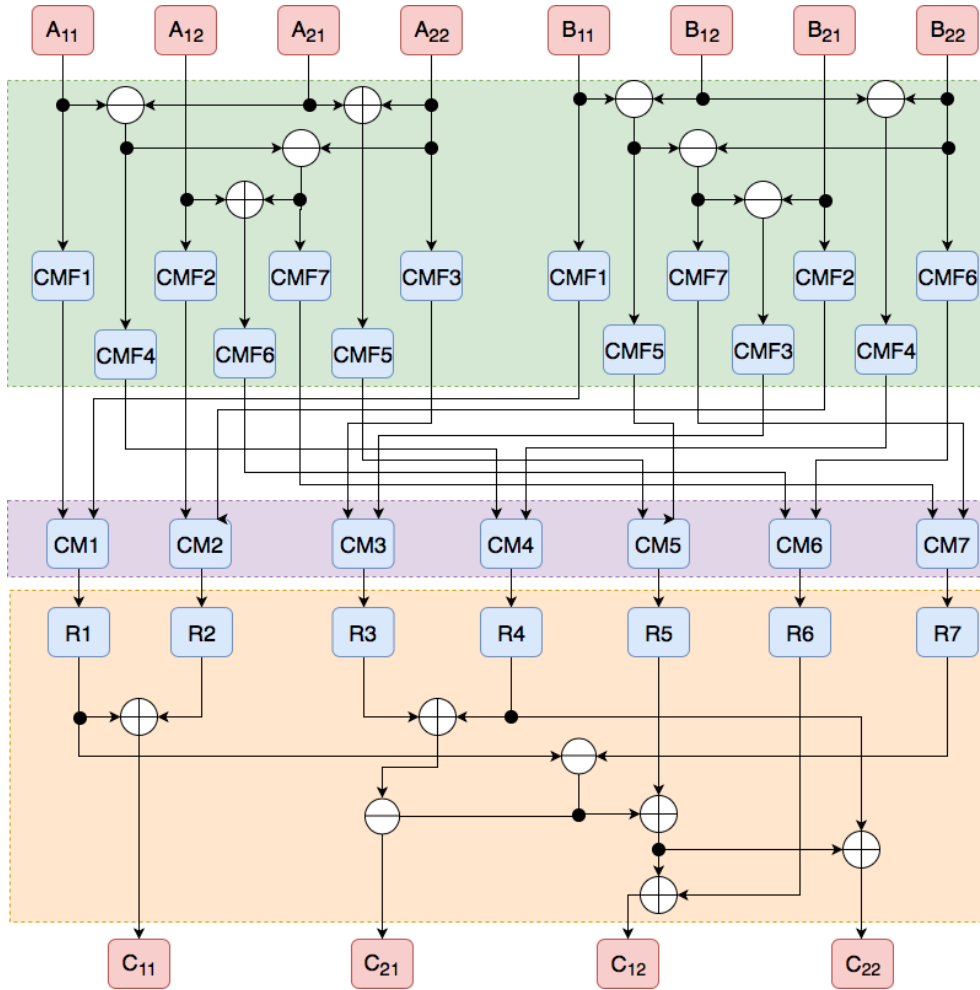 A11 A12 A21 A22 B11 B12 B21 B22
CMF1 CMF2 CMF7 CMF3 CMF1 CMF7 CMF2 CMF6
CMF4 CMF6 CMF5 CMF5 CMF3 CMF4
CM1 CM2 CM3 CM4 CM5 CM6 CM7
R1 R2 R3 R4 R5 R6 R7
C11 C21 C12 C22